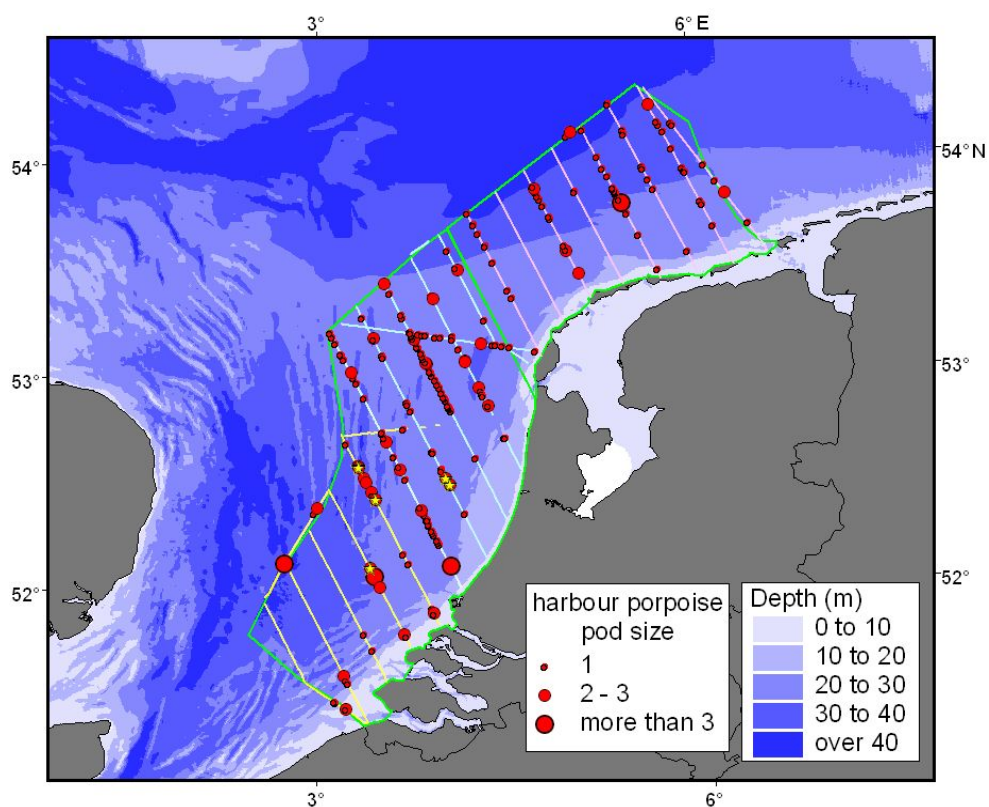 3°
6° E
54°
54°N
53°
53°
52°
52°
harbour porpoise
pod size
1
2 - 3
more than 3
Depth (m)
0 to 10
10 to 20
20 to 30
30 to 40
over 40
3°
6°